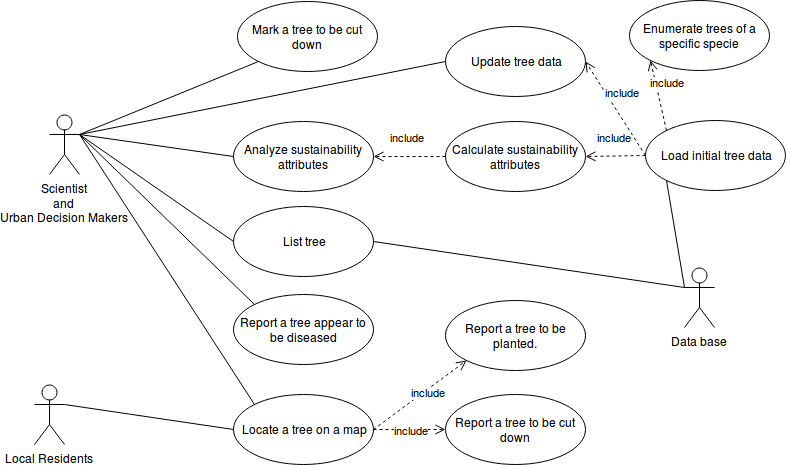 Mark a tree to be cut
down
Enumerate trees of a
specific specie
Update tree data
include
include
Scientist
and
Urban Decision Makers
Analyze sustainability
attributes
include
Calculate sustainability
attributes
include
Load initial tree data
List tree
Data base
Report a tree appear to
be diseased
Report a tree to be
planted.
include
Local Residents
Locate a tree on a map
include
Report a tree to be cut
down